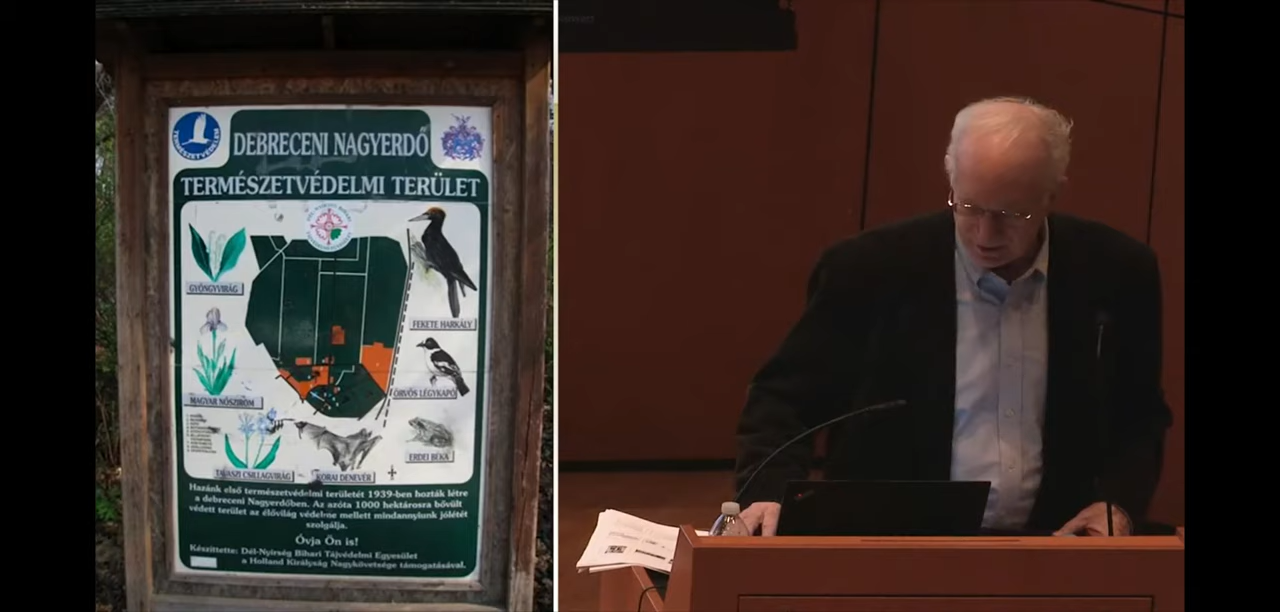 DEBRECENI NAGYERDŐ
TERMÉSZETVÉDELMI TERÜLET
TERMÉSZETVÉDELEM
GYÖNGYVIRÁG
FEKETE HARKÁLY
MAGYAR NŐSZIROM
ÖRVÖS LÉGYKAPÓ
TAVASZI CSILLAGVIRÁG
KORAI DENEVÉR
ERDEI BÉKA
Hazánk első természetvédelmi területét 1939-ben hozták létre
a debreceni Nagyerdőben. Az azóta 1000 hektárosra bővült
védett terület az élővilág védelme mellett mindannyiunk jólétét
szolgálja.
Óvja Ön is!
Készíttette: Dél-Nyírség Bihari Tájvédelmi Egyesület
a Holland Királyság Nagykövetsége támogatásával.